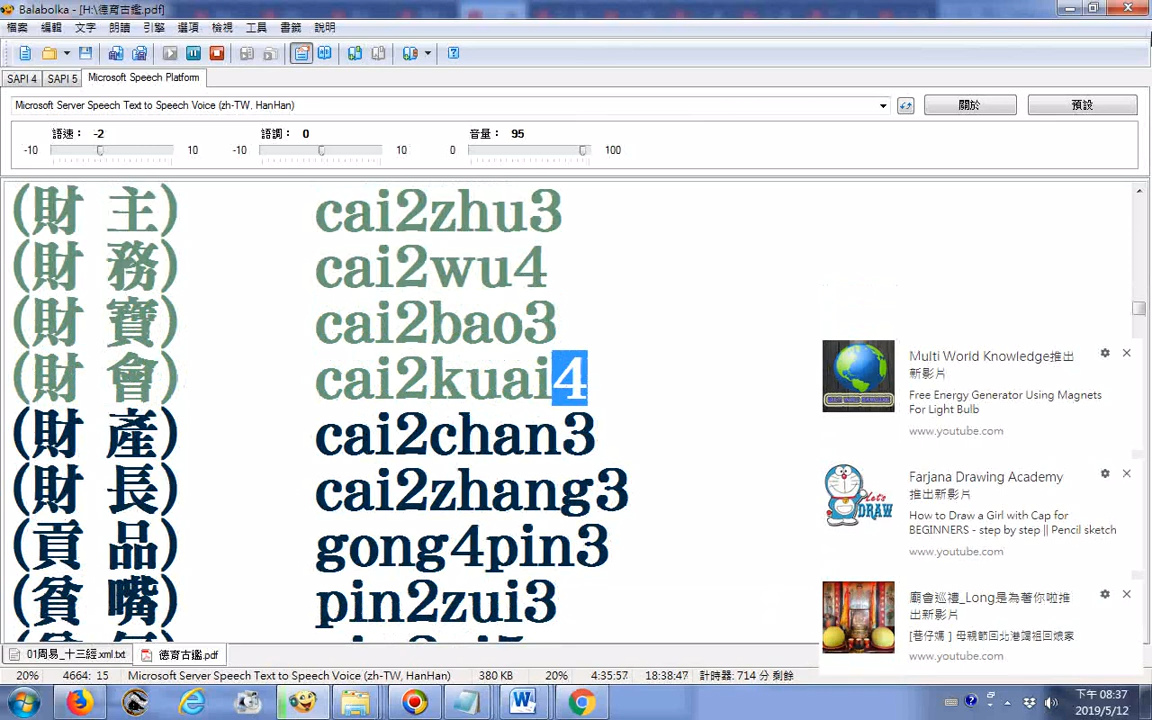 Balabolka - [H:\德育古鑑.pdf]
檔案 編輯 文字 朗讀 引擎 選項 檢視 工具 書籤 說明
SAPI 4 SAPI 5 Microsoft Speech Platform
Microsoft Server Speech Text to Speech Voice (zh-TW, HanHan) 關於 預設
語速： -2 語調： 0 音量： 95
-10 10 -10 10 0 100
(財 主) cai2zhu3
(財 務) cai2wu4
(財 寶) cai2bao3
(財 會) cai2kuai4
(財 產) cai2chan3
(財 長) cai2zhang3
(貢 品) gong4pin3
(貧 嘴) pin2zui3
Multi World Knowledge推出
新影片
Free Energy Generator Using Magnets
For Light Bulb
www.youtube.com
Farjana Drawing Academy
推出新影片
How to Draw a Girl with Cap for
BEGINNERS - step by step || Pencil sketch
www.youtube.com
廟會巡禮_Long是為著你啦推
出新影片
[巷仔媽 ] 母親節回北港
www.youtube.com
01周易_十三經.xml.txt 德育古鑑.pdf
20% 4664: 15 Microsoft Server Speech Text to Speech Voice (zh-TW, HanHan) 380 KB 20% 4:35:57 18:38:47 計時器: 714 分 剩餘
下午 08:37
2019/5/12